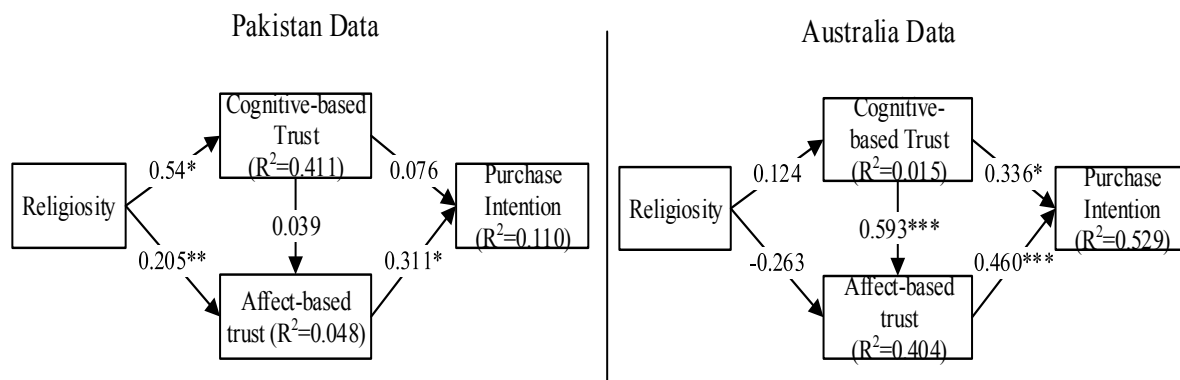 Pakistan Data
Cognitive-based
Trust
(R²=0.411)
0.54*
0.076
Religiosity
Purchase
Intention
(R²=0.110)
0.039
0.205**
0.311*
Affect-based
trust (R²=0.048)
Australia Data
Cognitive-
based Trust
(R²=0.015)
0.124
0.336*
Religiosity
Purchase
Intention
(R²=0.529)
0.593***
-0.263
0.460***
Affect-based
trust
(R²=0.404)